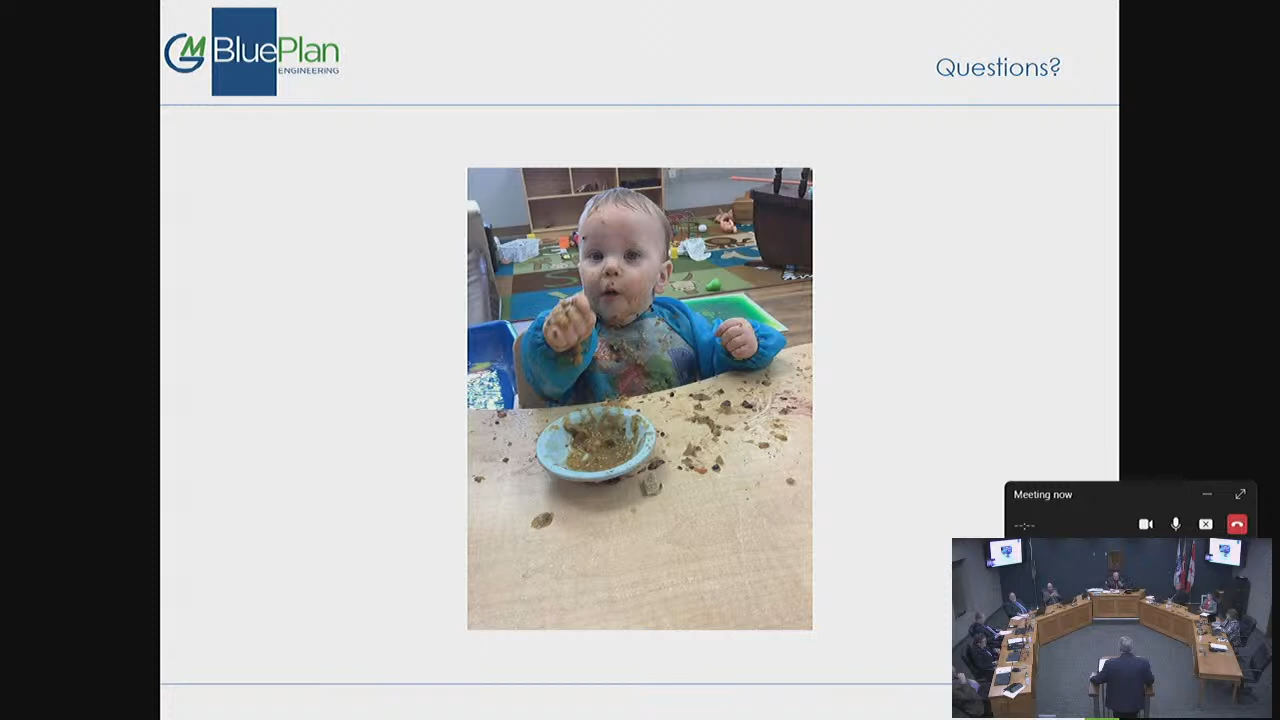 GM BluePlan
ENGINEERING
Questions?
Meeting now
--:--